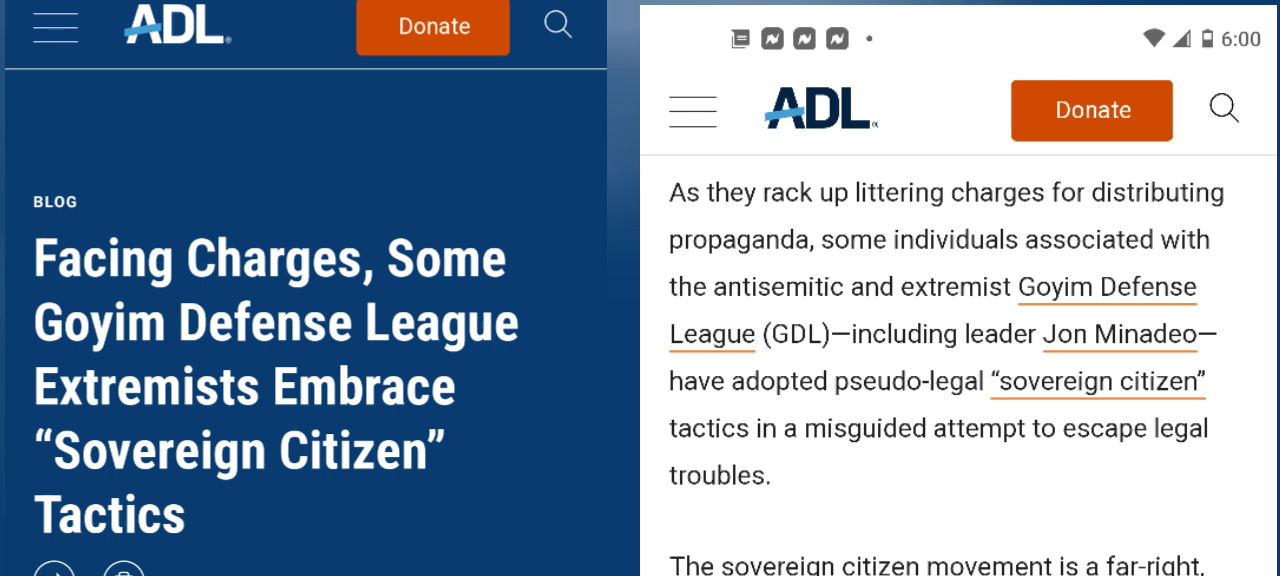 ADL
Donate
BLOG
Facing Charges, Some
Goyim Defense League
Extremists Embrace
“Sovereign Citizen”
Tactics
6:00
ADL
Donate
As they rack up littering charges for distributing
propaganda, some individuals associated with
the antisemitic and extremist Goyim Defense
League (GDL)—including leader Jon Minadeo—
have adopted pseudo-legal “sovereign citizen”
tactics in a misguided attempt to escape legal
troubles.
The sovereign citizen movement is a far-right,